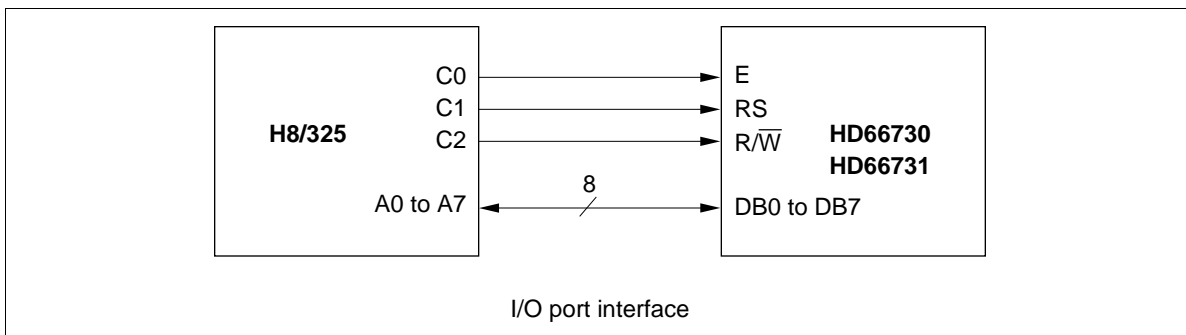 C0 E
C1 RS
H8/325 C2 R/W̅ HD66730
HD66731
8
A0 to A7 DB0 to DB7
I/O port interface